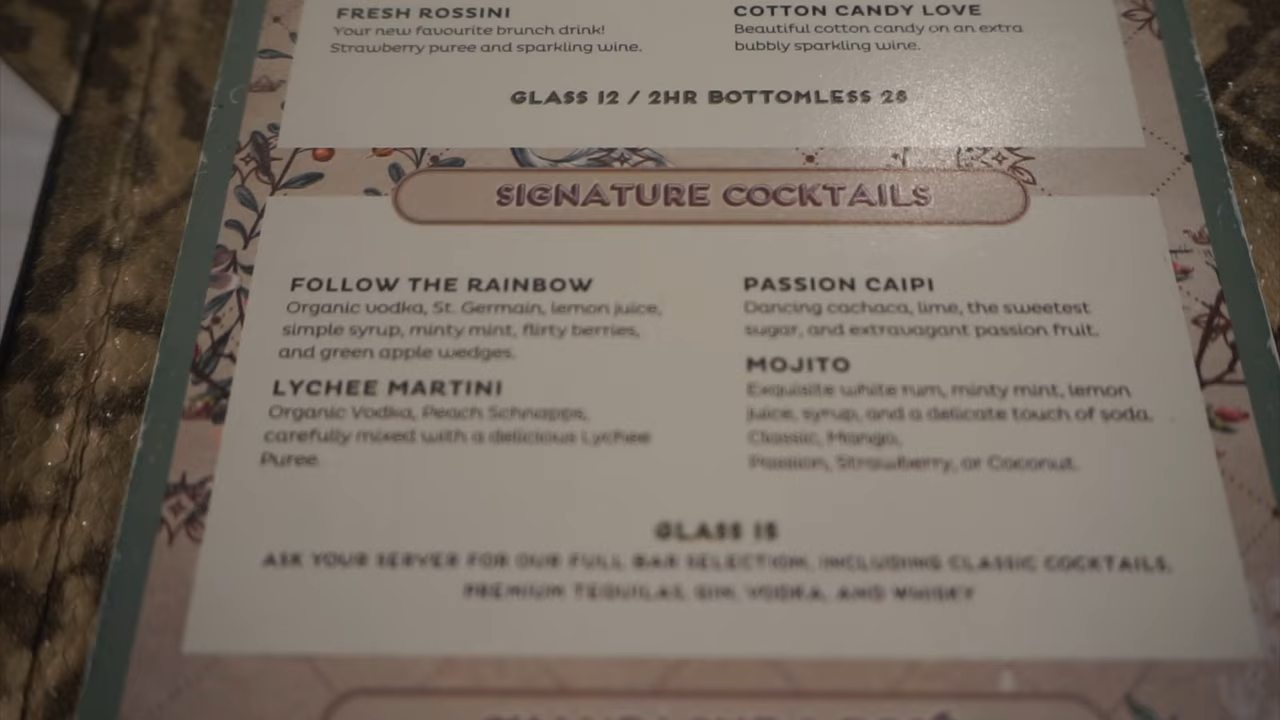 FRESH ROSSINI
Your new favourite brunch drink!
Strawberry puree and sparkling wine.
COTTON CANDY LOVE
Beautiful cotton candy on an extra
bubbly sparkling wine.
GLASS 12 / 2HR BOTTOMLESS 28
SIGNATURE COCKTAILS
FOLLOW THE RAINBOW
Organic vodka, St. Germain, lemon juice,
simple syrup, minty mint, flirty berries,
and green apple wedges.
LYCHEE MARTINI
Organic Vodka, Peach Schnapps,
carefully mixed with a delicious Lychee
Puree.
PASSION CAIPI
Dancing cachaca, lime, the sweetest
sugar, and extravagant passion fruit.
MOJITO
Exquisite white rum, minty mint, lemon
juice, syrup, and a delicate touch of soda.
Classic, Mango,
Passion, Strawberry, or Coconut.
GLASS 15
ASK YOUR SERVER FOR OUR FULL BAR SELECTION, INCLUDING CLASSIC COCKTAILS,
PREMIUM TEQUILAS, GIN, VODKA, AND WHISKY